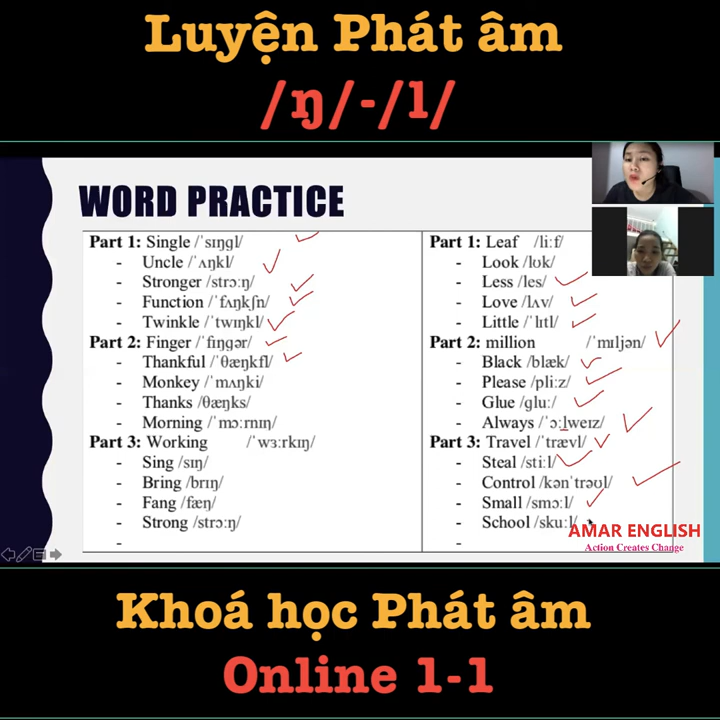 Luyện Phát âm
/ŋ/-/l/
WORD PRACTICE
Part 1: Single /ˈsɪŋgl/
- Uncle /ˈʌŋkl/
- Stronger /strɔːŋ/
- Function /ˈfʌŋkʃn/
- Twinkle /ˈtwɪŋkl/
Part 2: Finger /ˈfɪŋgər/
- Thankful /ˈθæŋkfl/
- Monkey /ˈmʌŋki/
- Thanks /θæŋks/
- Morning /ˈmɔːrnɪŋ/
Part 3: Working /ˈwɜːrkɪŋ/
- Sing /sɪŋ/
- Bring /brɪŋ/
- Fang /fæŋ/
- Strong /strɔːŋ/
-
Part 1: Leaf /liːf/
- Look /lʊk/
- Less /les/
- Love /lʌv/
- Little /ˈlɪtl/
Part 2: million /ˈmɪljən/
- Black /blæk/
- Please /pliːz/
- Glue /gluː/
- Always /ˈɔːlweɪz/
Part 3: Travel /ˈtrævl/
- Steal /stiːl/
- Control /kənˈtrəʊl/
- Small /smɔːl/
- School /skuːl/
-
AMAR ENGLISH
Action Creates Change
Khoá học Phát âm
Online 1-1